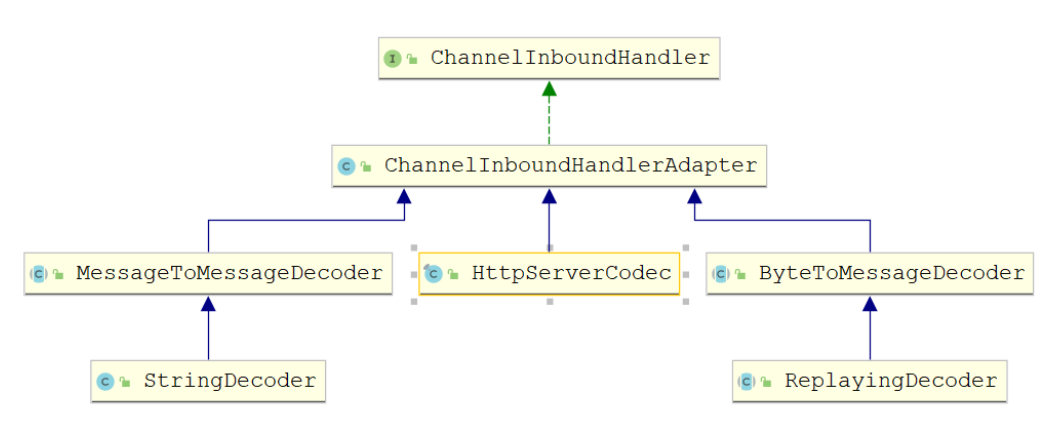 ChannelInboundHandler
ChannelInboundHandlerAdapter
MessageToMessageDecoder
HttpServerCodec
ByteToMessageDecoder
StringDecoder
ReplayingDecoder